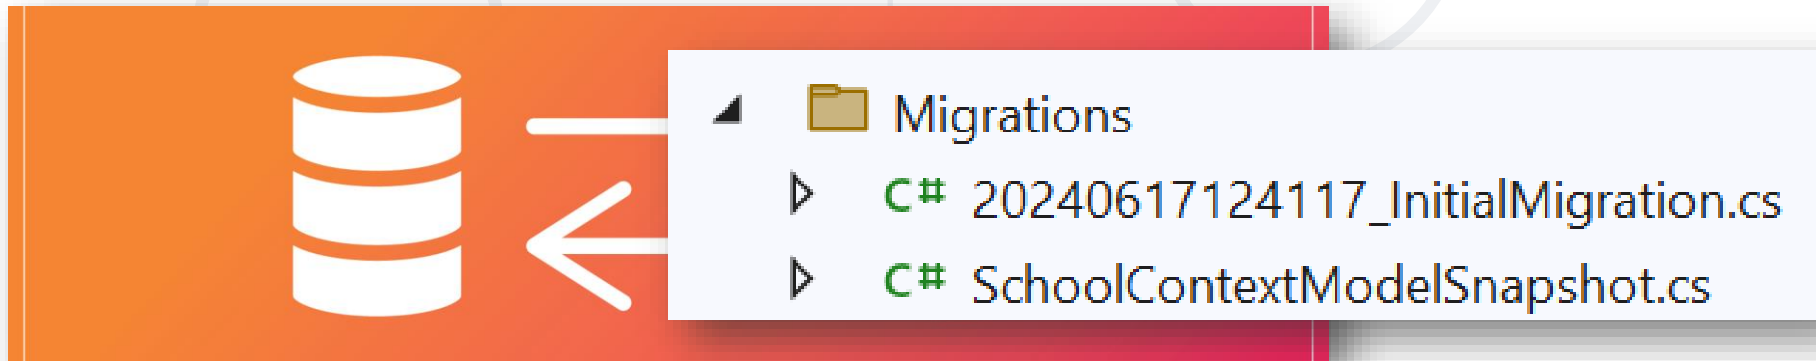 Migrations
C# 20240617124117_InitialMigration.cs
C# SchoolContextModelSnapshot.cs